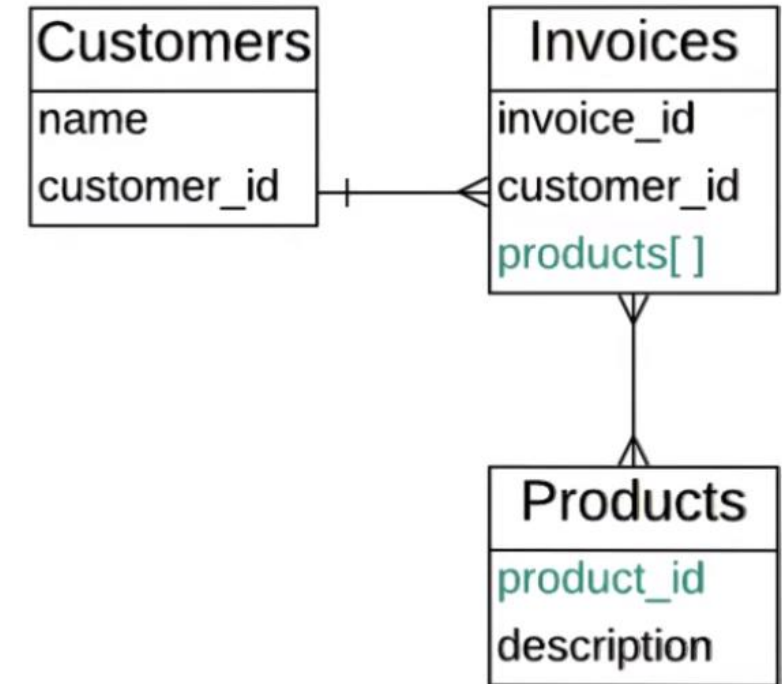 Customers
name
customer_id
Invoices
invoice_id
customer_id
products[ ]
Products
product_id
description